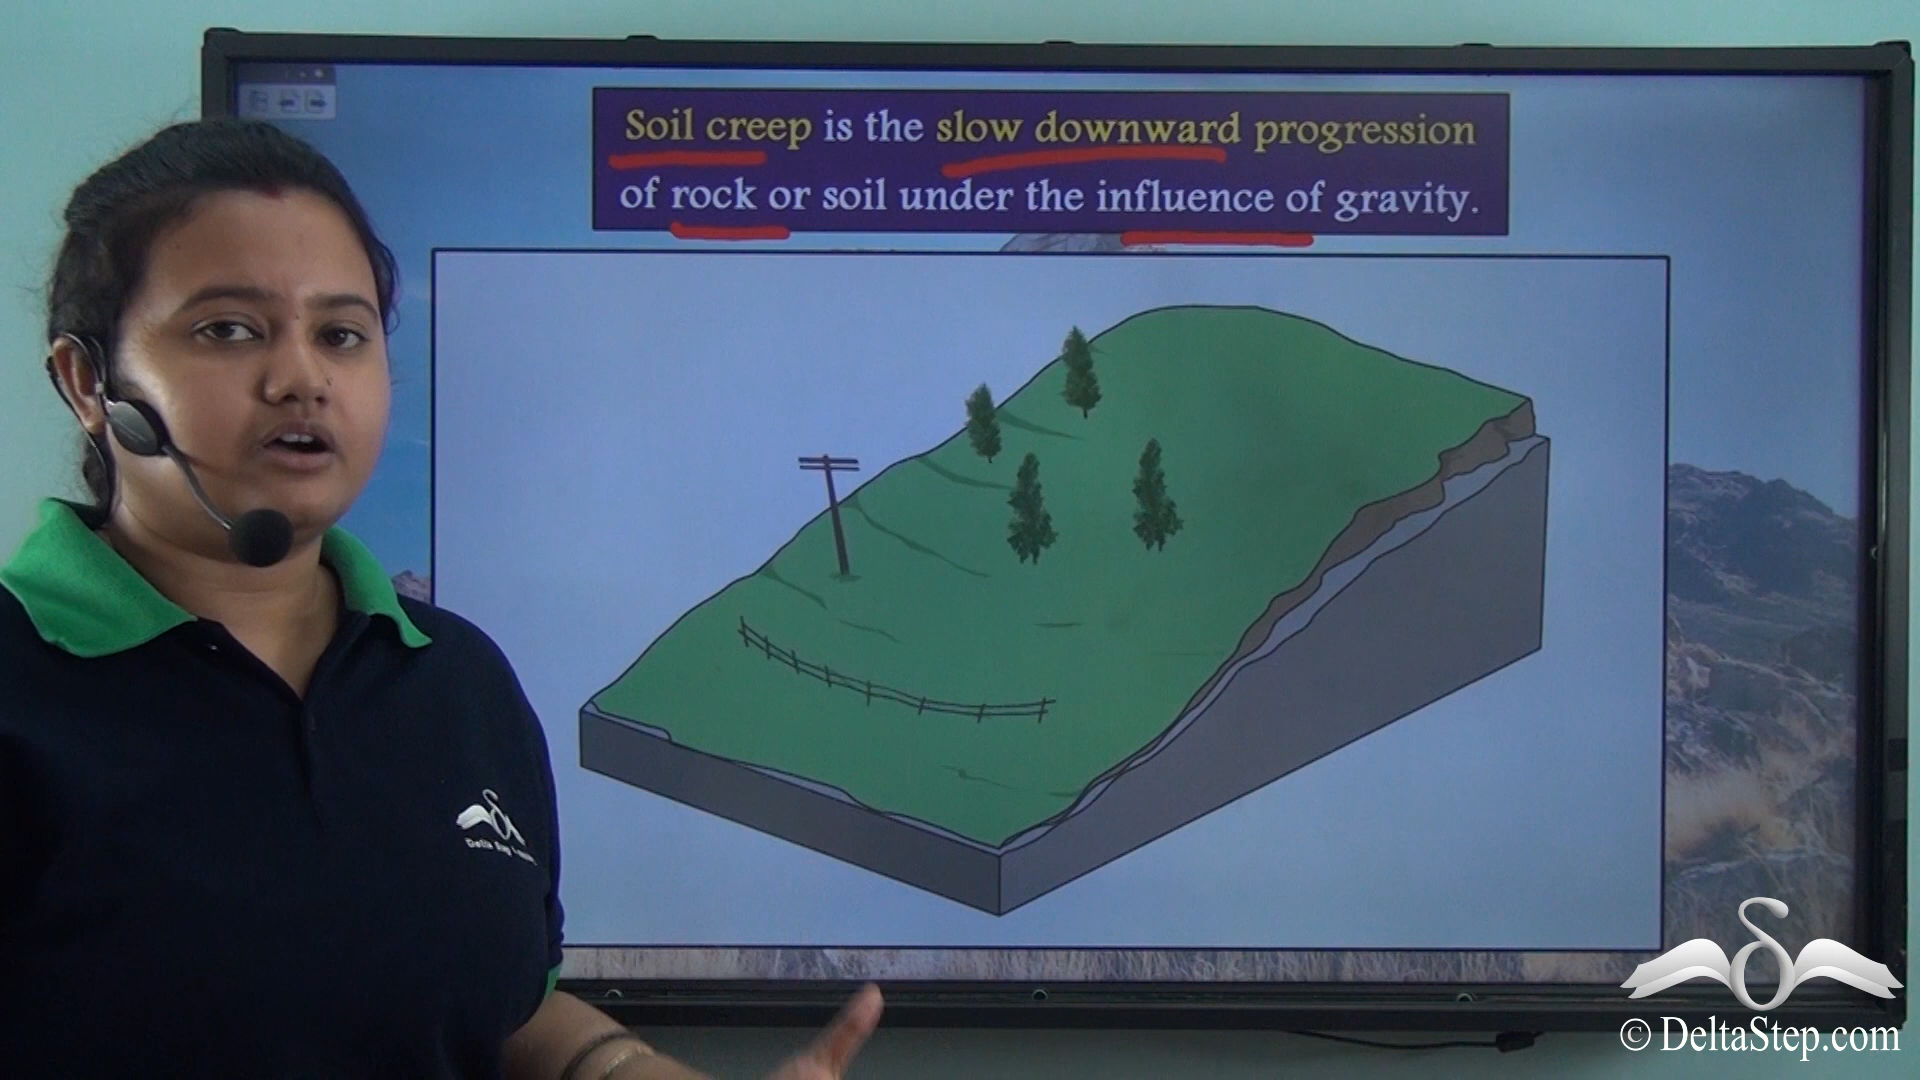 Soil creep is the slow downward progression
of rock or soil under the influence of gravity.
© DeltaStep.com